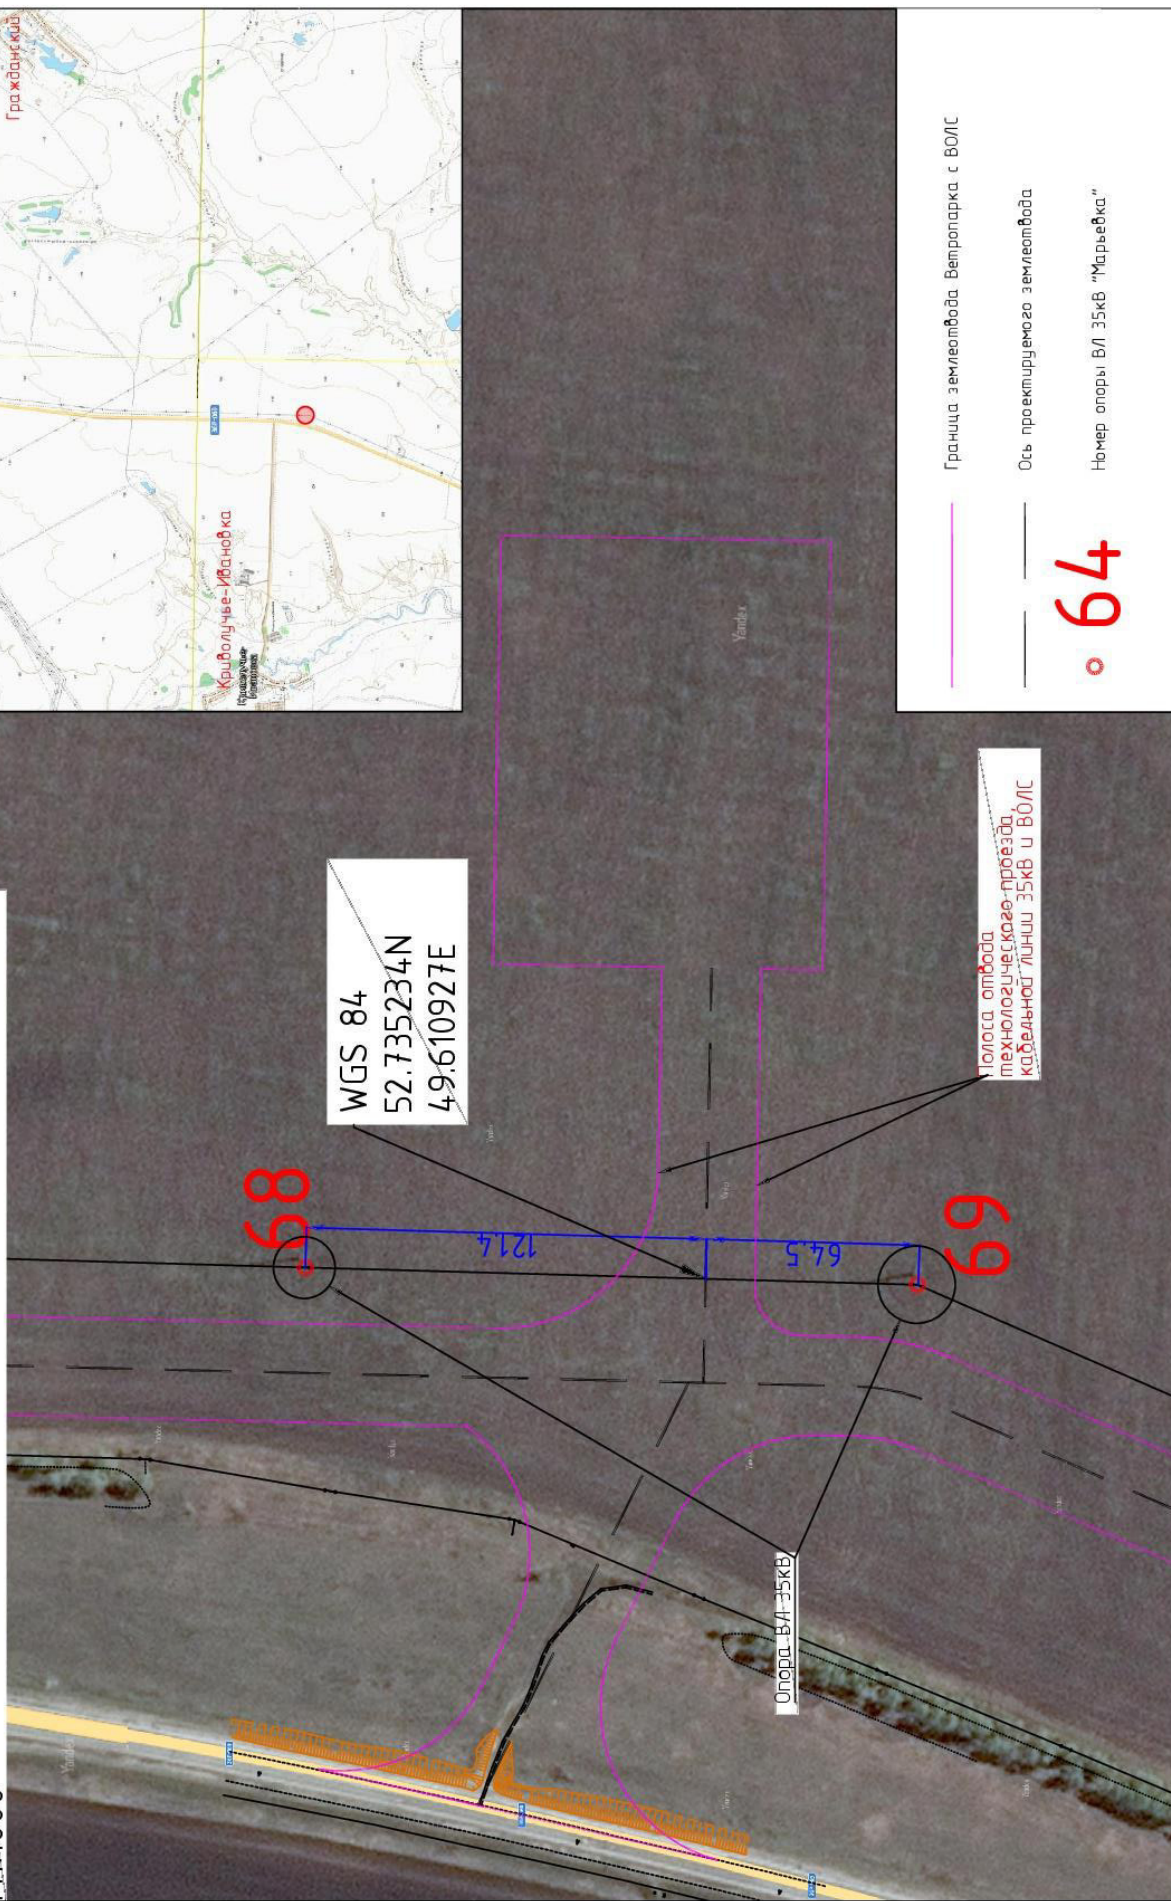 Гражданский
Криволучье-Ивановка
WGS 84
52.735234N
49.610927E
68
121.4
64.5
69
Опора ВЛ 35кВ
Полоса отвода
технологического проезда,
кабельной линии 35кВ и ВОЛС
Граница землеотвода Ветропарка с ВОЛС
Ось проектируемого землеотвода
64
Номер опоры ВЛ 35кВ "Марьевка"
Yandex
Yandex